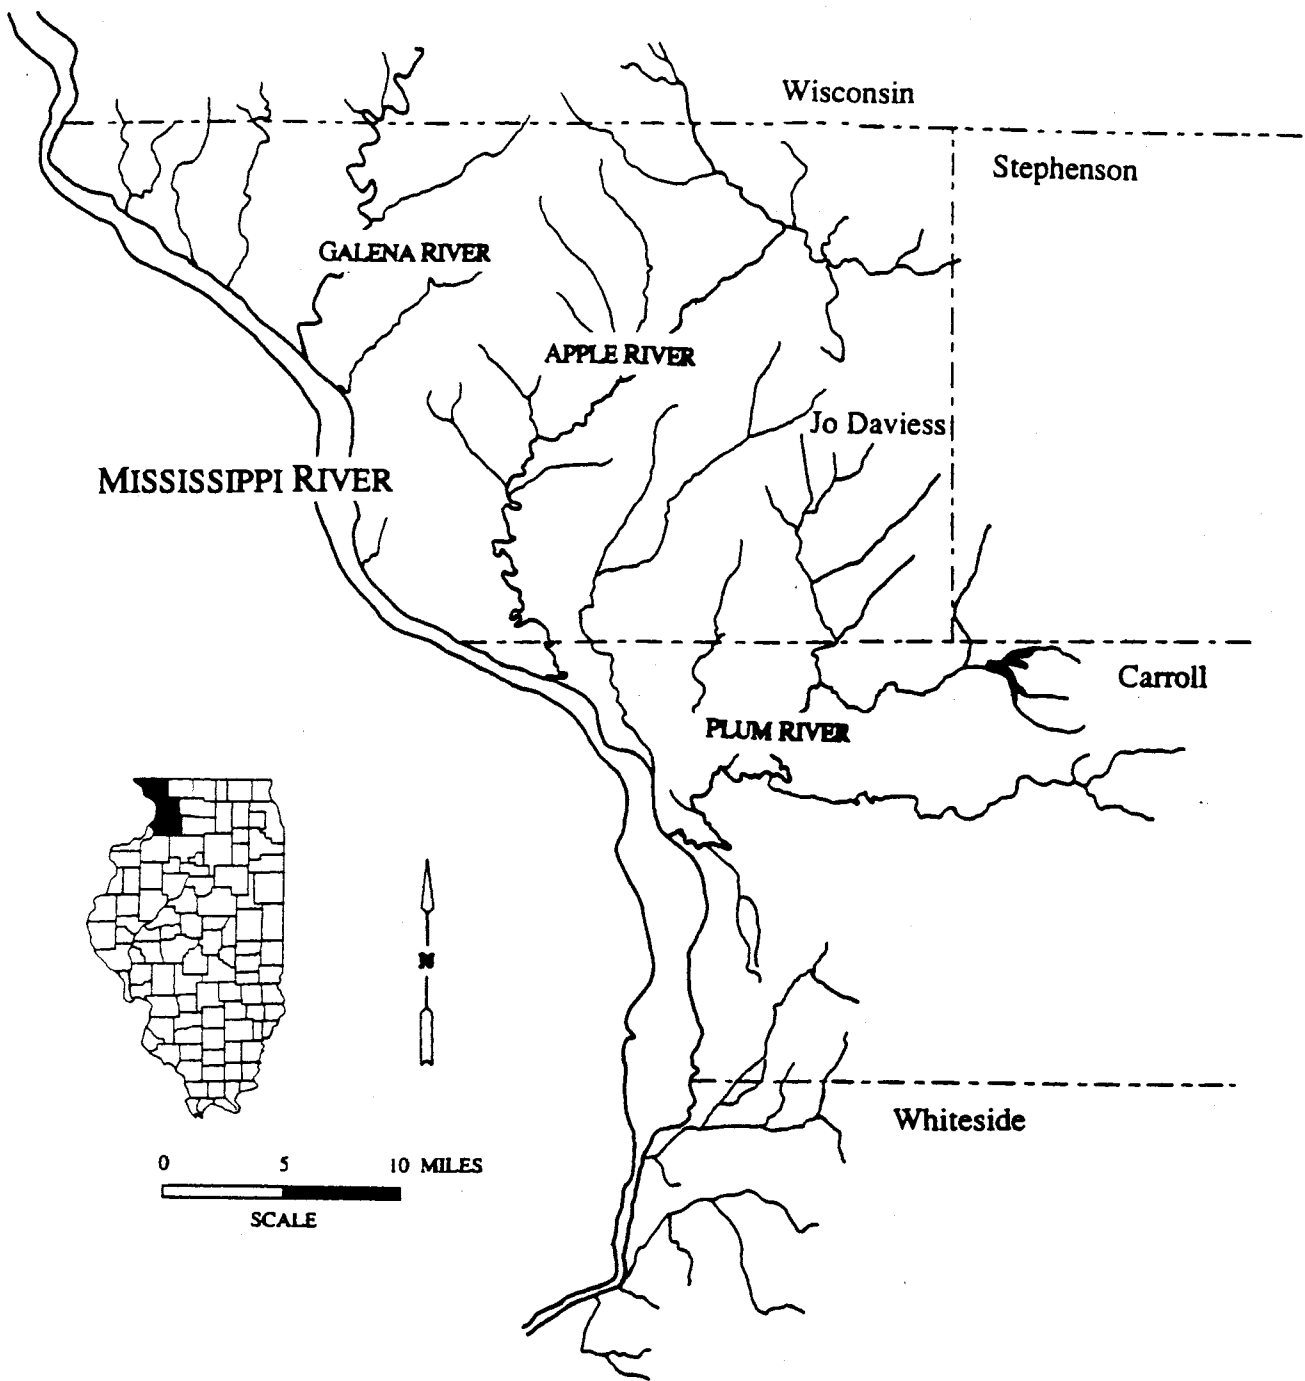 Wisconsin
Stephenson
GALENA RIVER
APPLE RIVER
Jo Daviess
MISSISSIPPI RIVER
Carroll
PLUM RIVER
N
Whiteside
0 5 10 MILES
SCALE